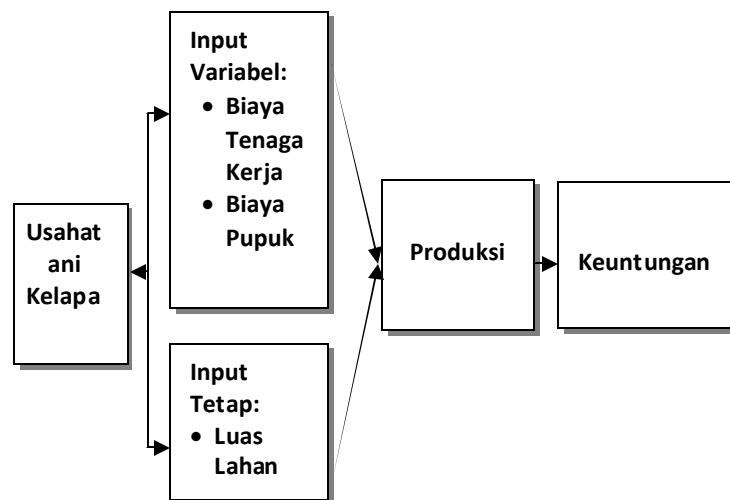 Usahat
ani
Kelapa
Input
Variabel:
• Biaya
Tenaga
Kerja
• Biaya
Pupuk
Input
Tetap:
• Luas
Lahan
Produksi
Keuntungan